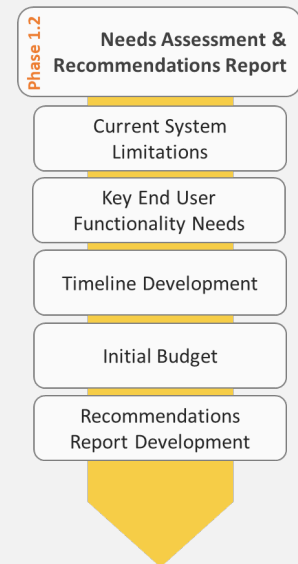 Phase 1.2
Needs Assessment &
Recommendations Report
Current System
Limitations
Key End User
Functionality Needs
Timeline Development
Initial Budget
Recommendations
Report Development